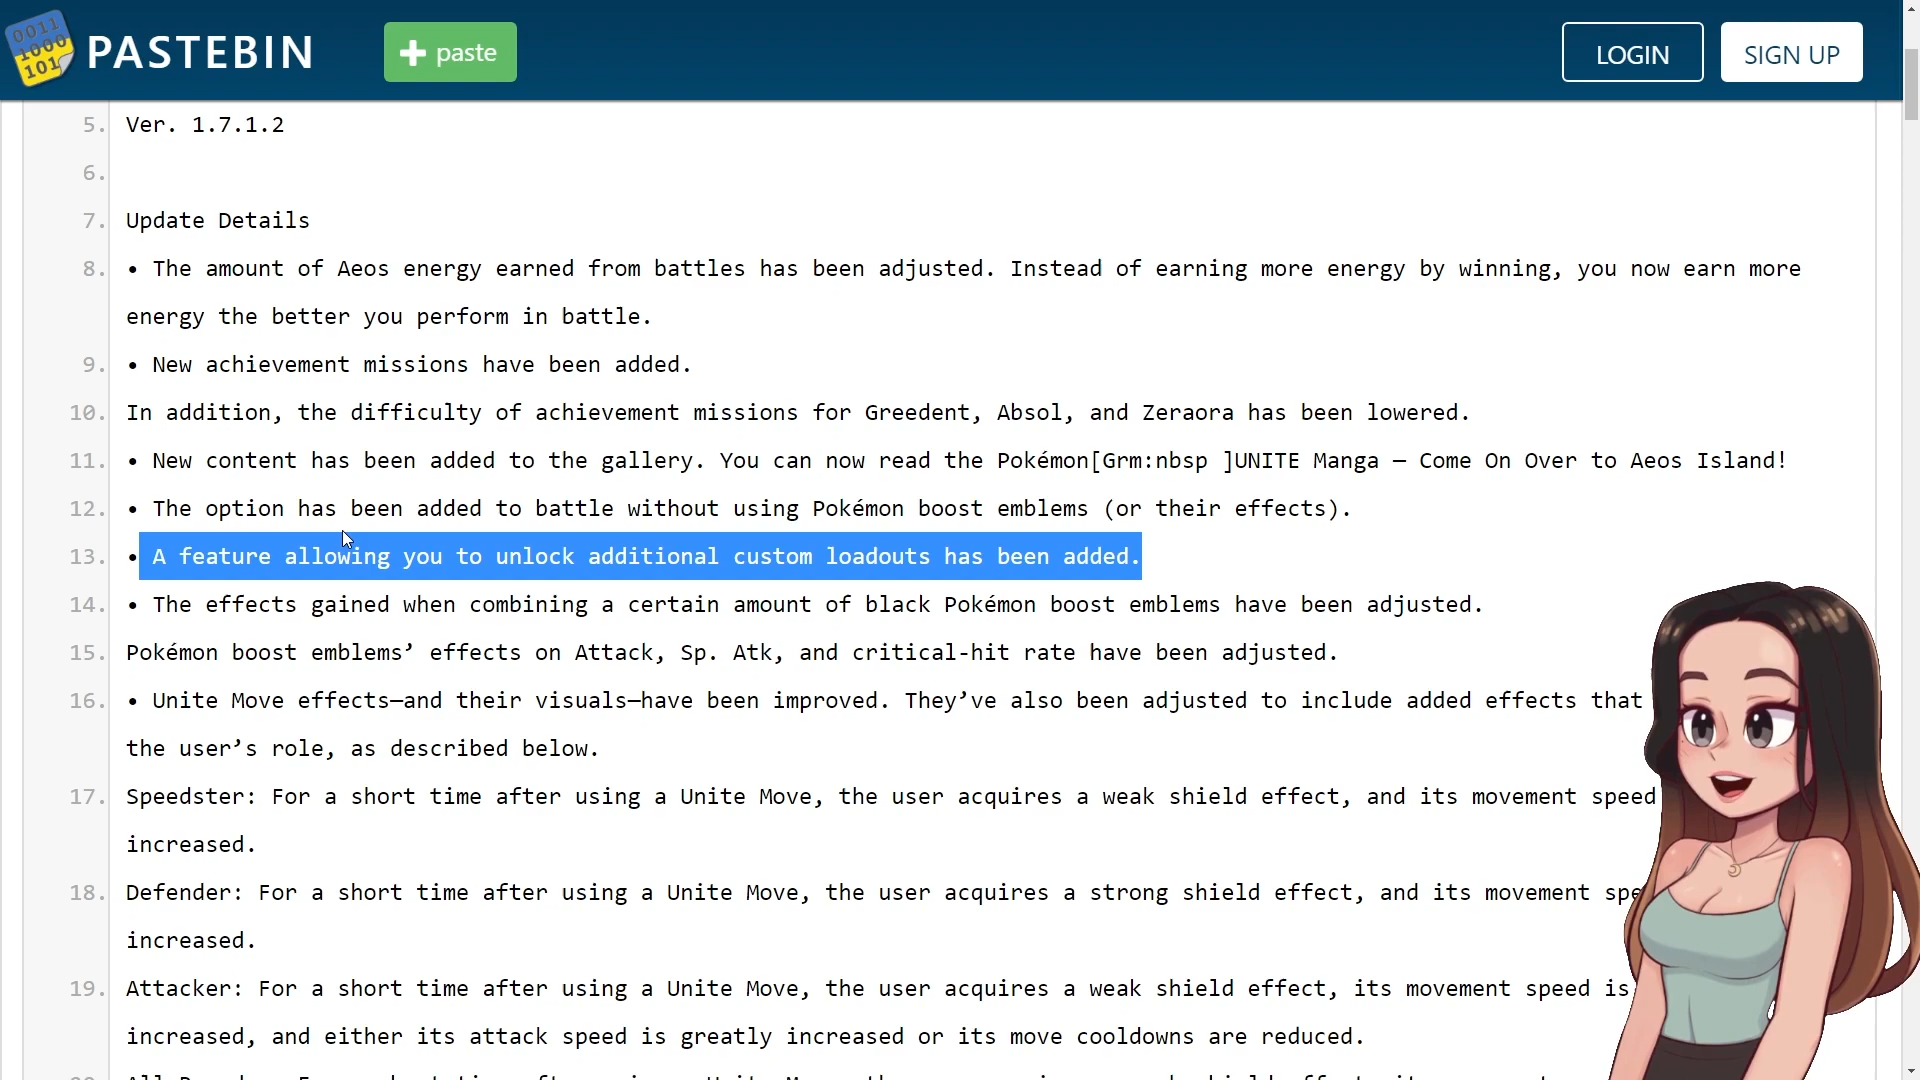 0011
1000
101
PASTEBIN
paste
LOGIN
SIGN UP
5. Ver. 1.7.1.2
6.
7. Update Details
8. • The amount of Aeos energy earned from battles has been adjusted. Instead of earning more energy by winning, you now earn more
energy the better you perform in battle.
9. • New achievement missions have been added.
10. In addition, the difficulty of achievement missions for Greedent, Absol, and Zeraora has been lowered.
11. • New content has been added to the gallery. You can now read the Pokémon[Grm:nbsp ]UNITE Manga – Come On Over to Aeos Island!
12. • The option has been added to battle without using Pokémon boost emblems (or their effects).
13. • A feature allowing you to unlock additional custom loadouts has been added.
14. • The effects gained when combining a certain amount of black Pokémon boost emblems have been adjusted.
15. Pokémon boost emblems’ effects on Attack, Sp. Atk, and critical-hit rate have been adjusted.
16. • Unite Move effects—and their visuals—have been improved. They’ve also been adjusted to include added effects that
the user’s role, as described below.
17. Speedster: For a short time after using a Unite Move, the user acquires a weak shield effect, and its movement speed
increased.
18. Defender: For a short time after using a Unite Move, the user acquires a strong shield effect, and its movement
increased.
19. Attacker: For a short time after using a Unite Move, the user acquires a weak shield effect, its movement speed is
increased, and either its attack speed is greatly increased or its move cooldowns are reduced.